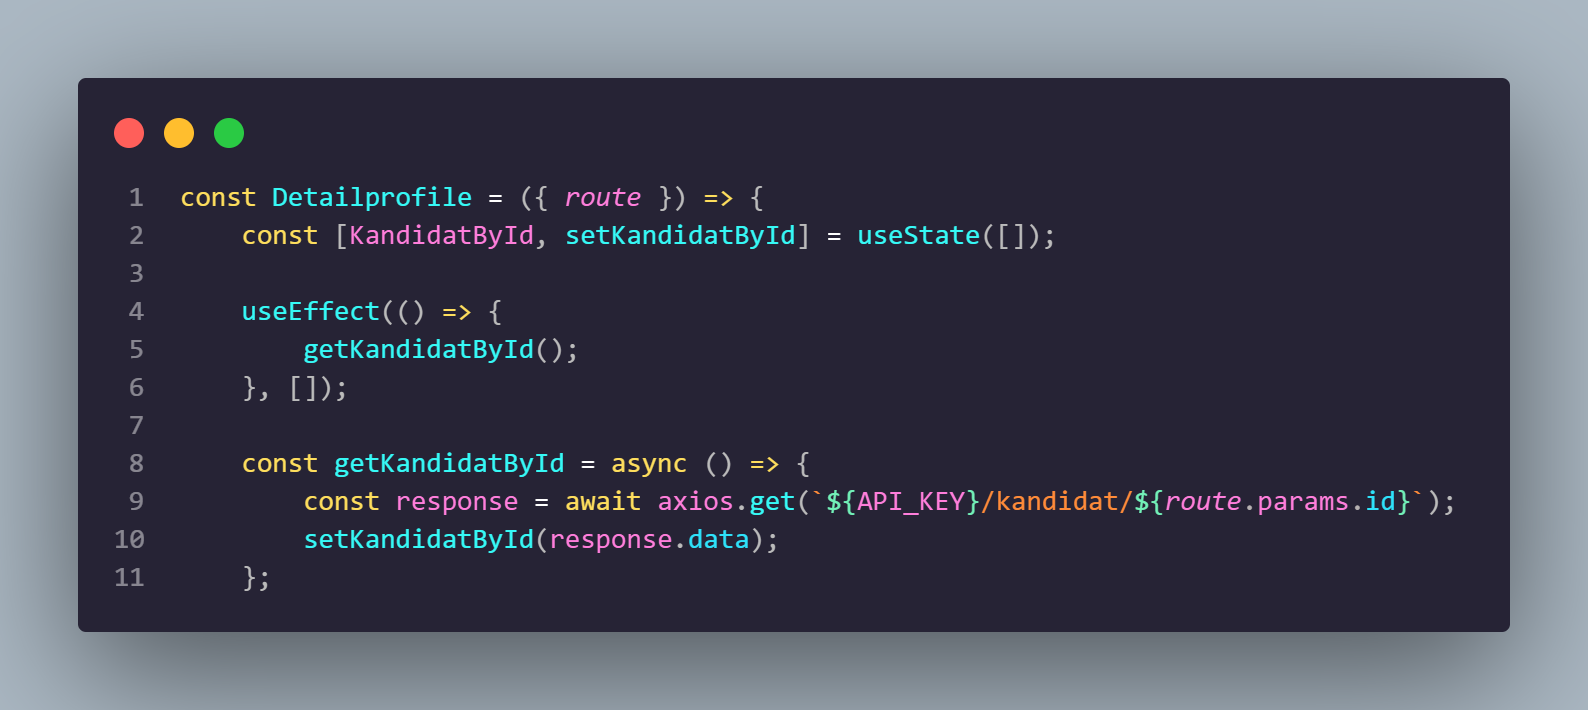 1 const Detailprofile = ({ route }) => {
2     const [KandidatById, setKandidatById] = useState([]);
3
4     useEffect(() => {
5         getKandidatById();
6     }, []);
7
8     const getKandidatById = async () => {
9         const response = await axios.get(`${API_KEY}/kandidat/${route.params.id}`);
10         setKandidatById(response.data);
11     };